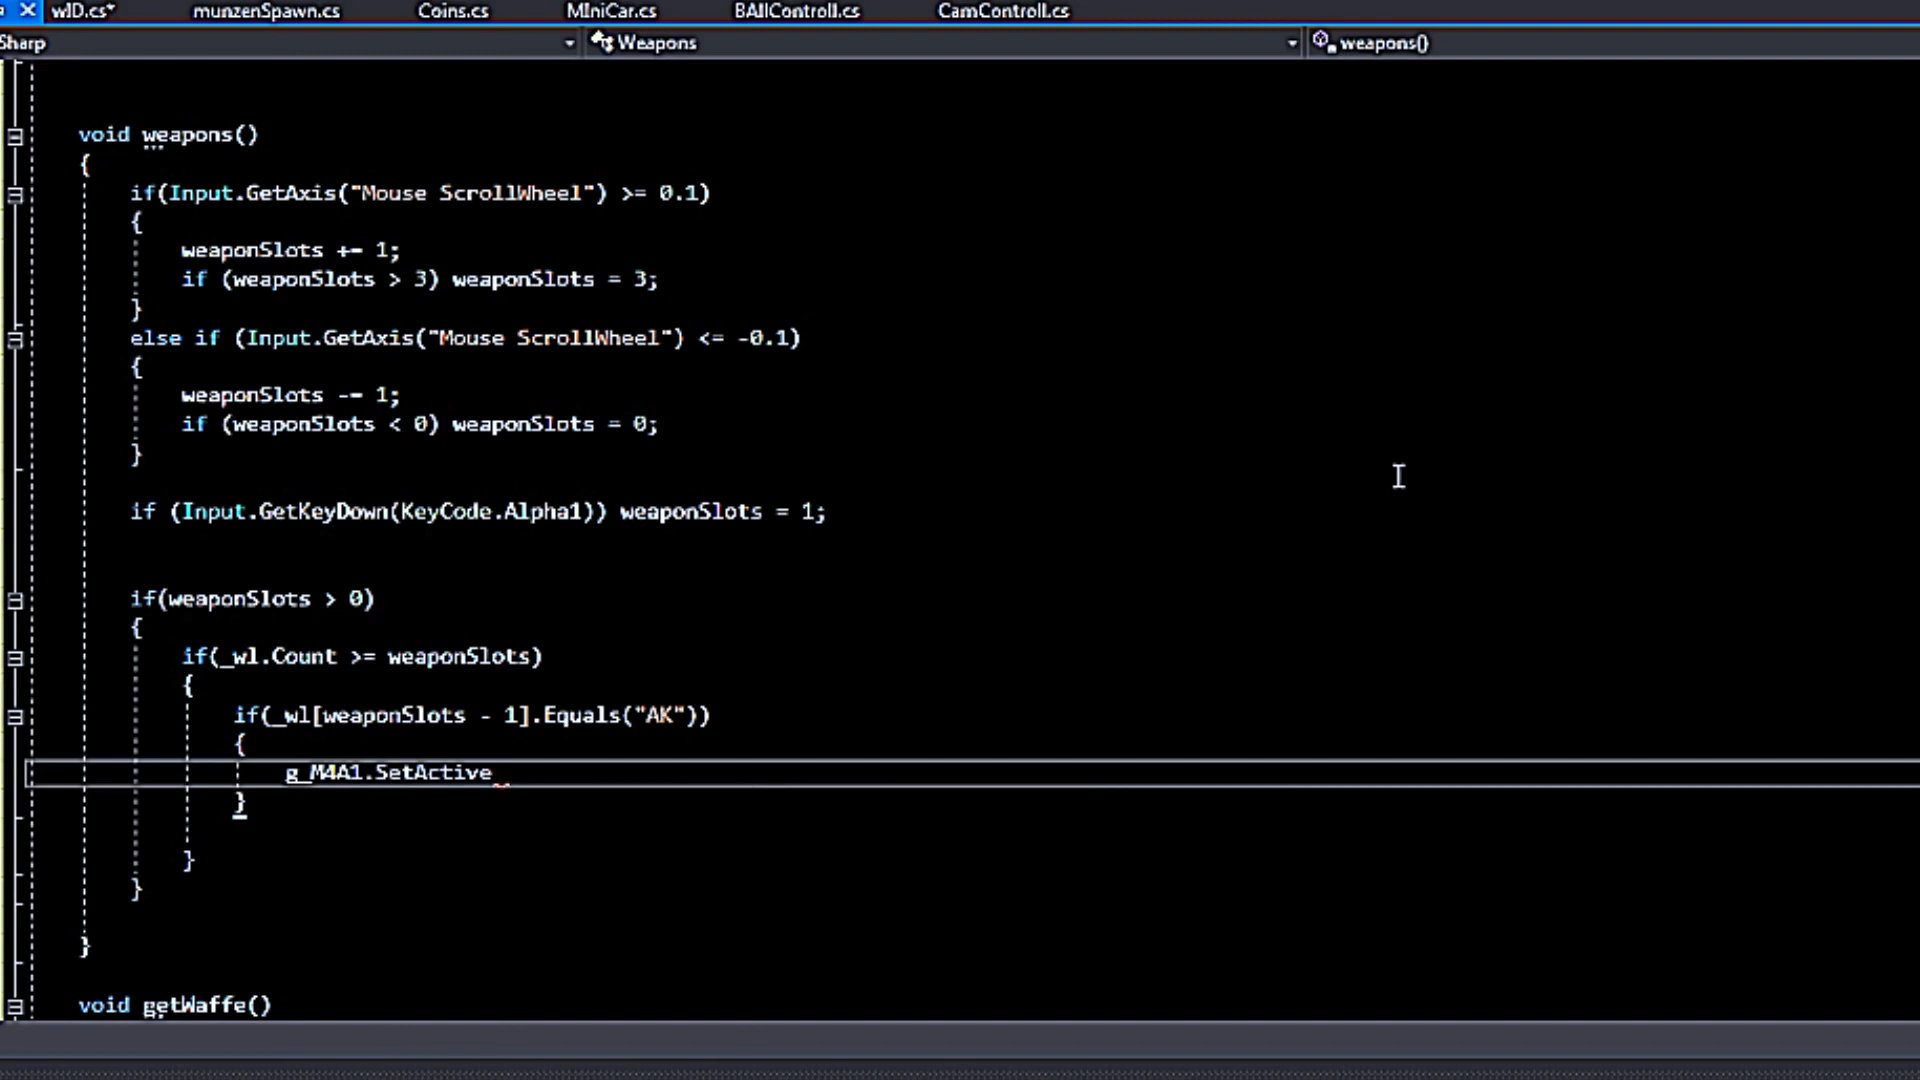 wID.cs* munzenSpawn.cs Coins.cs MIniCar.cs BAllControll.cs CamControll.cs
Sharp Weapons weapons()
void weapons()
{
if(Input.GetAxis("Mouse ScrollWheel") >= 0.1)
{
weaponSlots += 1;
if (weaponSlots > 3) weaponSlots = 3;
}
else if (Input.GetAxis("Mouse ScrollWheel") <= -0.1)
{
weaponSlots -= 1;
if (weaponSlots < 0) weaponSlots = 0;
}
if (Input.GetKeyDown(KeyCode.Alpha1)) weaponSlots = 1;
if(weaponSlots > 0)
{
if(_wl.Count >= weaponSlots)
{
if(_wl[weaponSlots - 1].Equals("AK"))
{
g_M4A1.SetActive
}
}
}
}
void getWaffe()